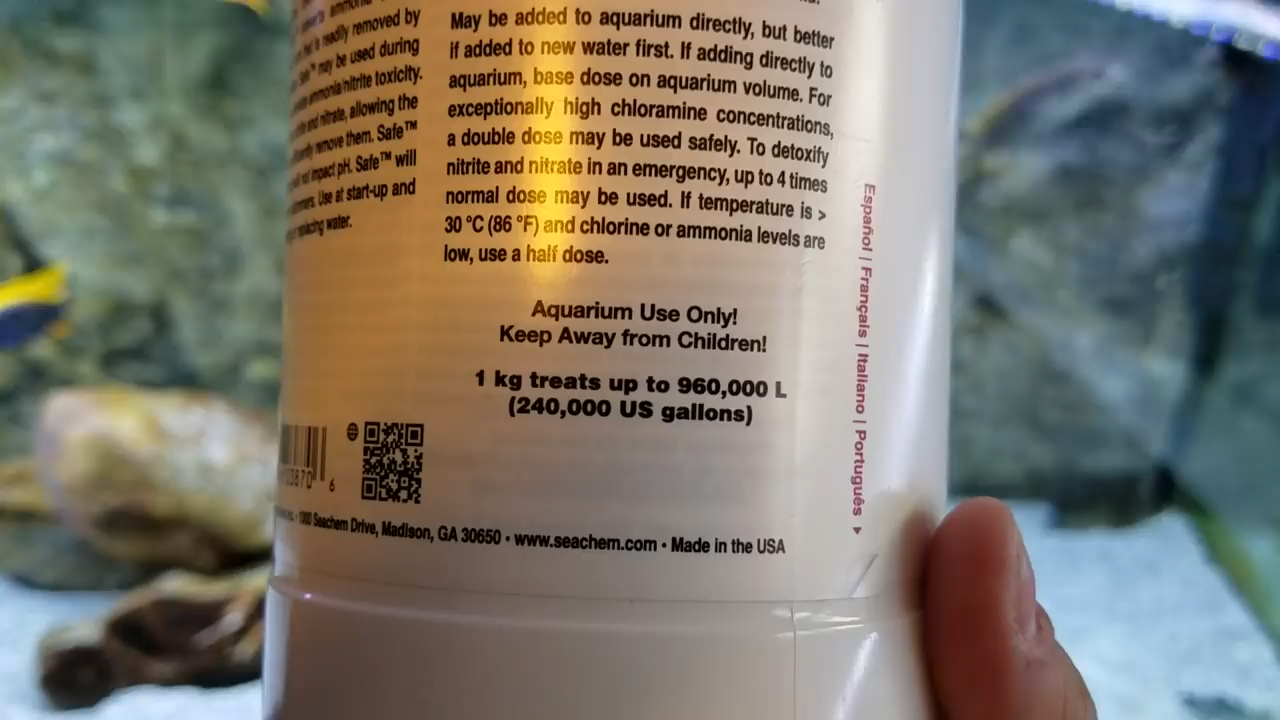 ammonia
is readily removed by
Safe™ may be used during
ammonia/nitrite toxicity.
and nitrate, allowing the
remove them. Safe™
not impact pH. Safe™ will
Use at start-up and
replacing water.
May be added to aquarium directly, but better
if added to new water first. If adding directly to
aquarium, base dose on aquarium volume. For
exceptionally high chloramine concentrations,
a double dose may be used safely. To detoxify
nitrite and nitrate in an emergency, up to 4 times
normal dose may be used. If temperature is >
30 °C (86 °F) and chlorine or ammonia levels are
low, use a half dose.
Aquarium Use Only!
Keep Away from Children!
1 kg treats up to 960,000 L
(240,000 US gallons)
6
Seachem Drive, Madison, GA 30650 • www.seachem.com • Made in the USA
Español | Français | Italiano | Português